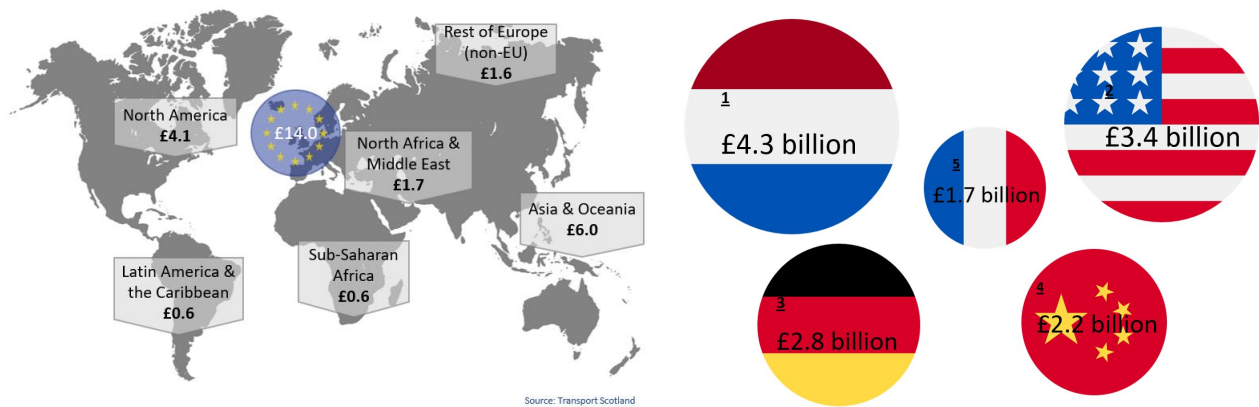 Rest of Europe
(non-EU)
£1.6
North America
£4.1
£14.0
North Africa &
Middle East
£1.7
Asia & Oceania
£6.0
Sub-Saharan
Africa
£0.6
Latin America &
the Caribbean
£0.6
Source: Transport Scotland
1
£4.3 billion
2
£3.4 billion
5
£1.7 billion
3
£2.8 billion
4
£2.2 billion